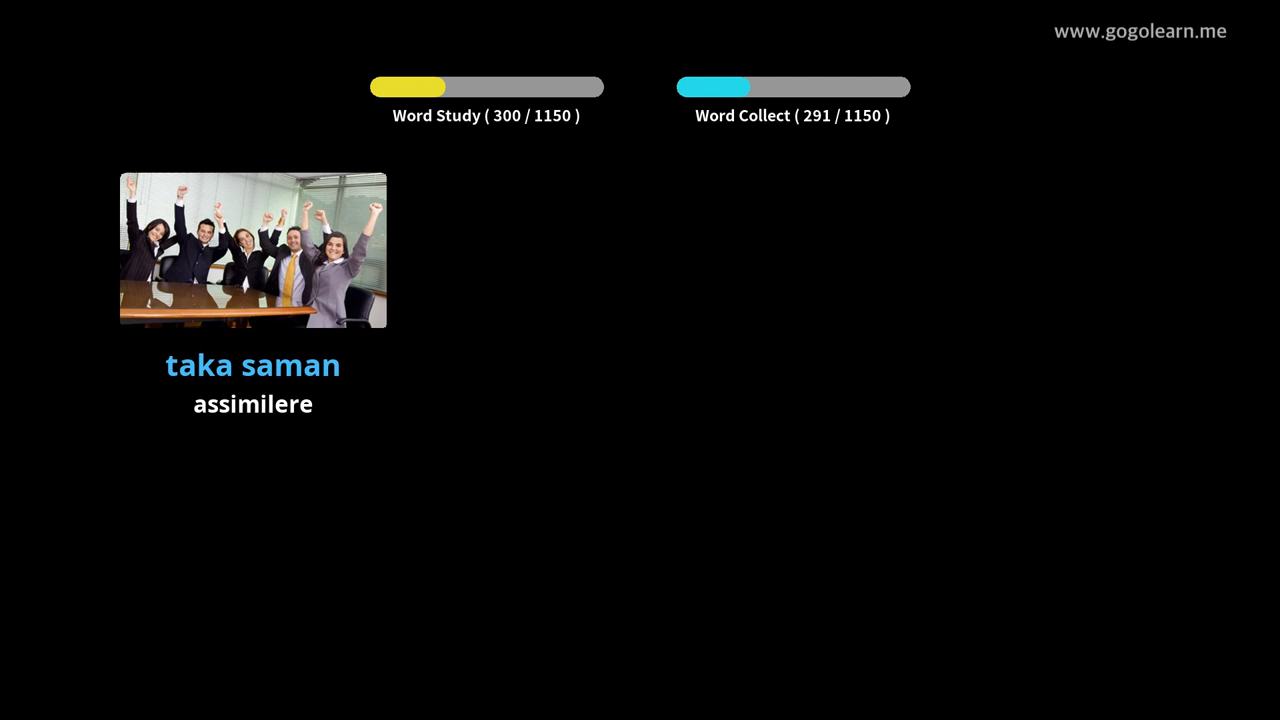 www.gogolearn.me
Word Study ( 300 / 1150 )
Word Collect ( 291 / 1150 )
taka saman
assimilere